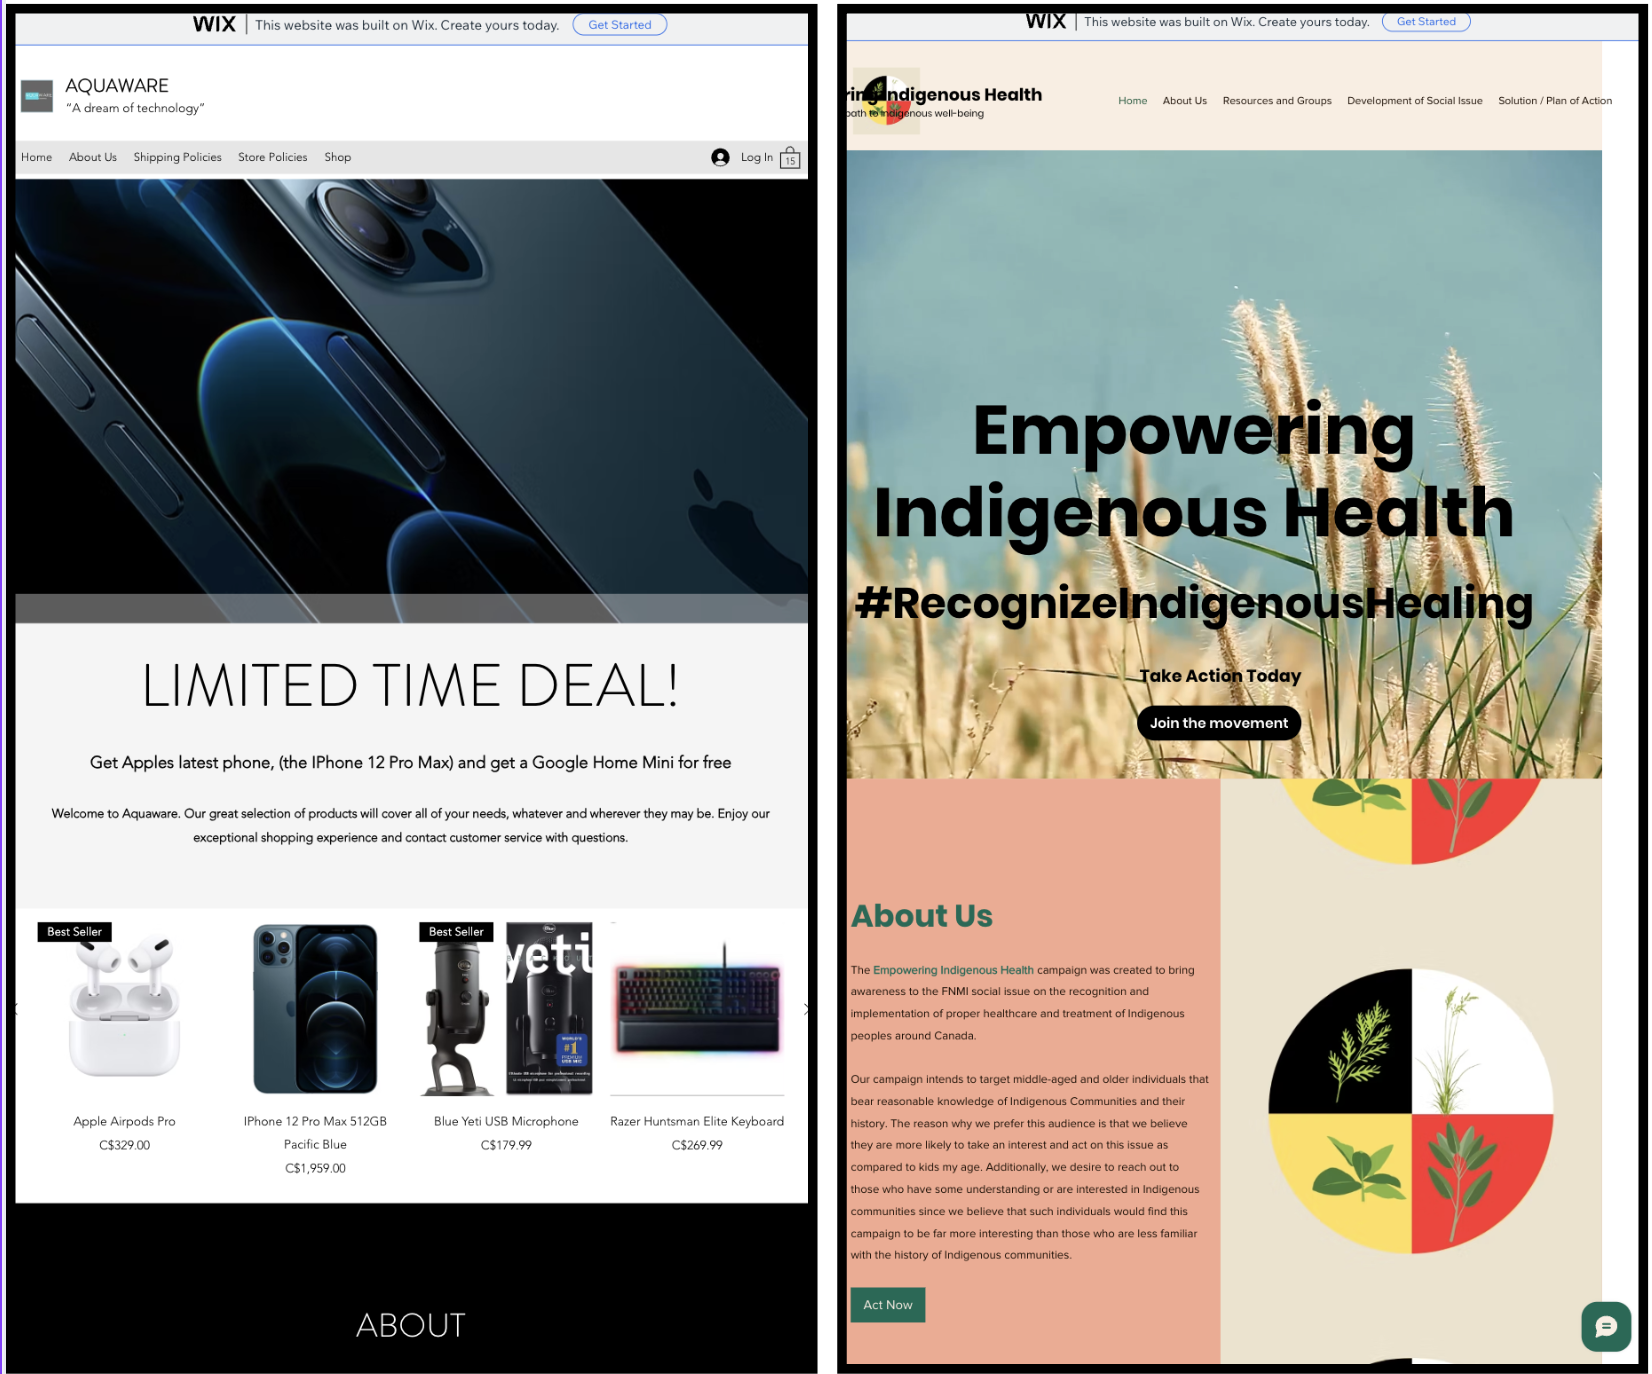 WIX | This website was built on Wix. Create yours today. Get Started
AQUAWARE
“A dream of technology”
Home About Us Shipping Policies Store Policies Shop Log In 15
LIMITED TIME DEAL!
Get Apples latest phone, (the IPhone 12 Pro Max) and get a Google Home Mini for free
Welcome to Aquaware. Our great selection of products will cover all of your needs, whatever and wherever they may be. Enjoy our
exceptional shopping experience and contact customer service with questions.
Best Seller
Best Seller
yeti
#1
Apple Airpods Pro
C$329.00
IPhone 12 Pro Max 512GB
Pacific Blue
C$1,959.00
Blue Yeti USB Microphone
C$179.99
Razer Huntsman Elite Keyboard
C$269.99
ABOUT
WIX | This website was built on Wix. Create yours today. Get Started
ring Indigenous Health
path to indigenous well-being
Home About Us Resources and Groups Development of Social Issue Solution / Plan of Action
Empowering
Indigenous Health
#RecognizeIndigenousHealing
Take Action Today
Join the movement
About Us
The Empowering Indigenous Health campaign was created to bring
awareness to the FNMI social issue on the recognition and
implementation of proper healthcare and treatment of Indigenous
peoples around Canada.
Our campaign intends to target middle-aged and older individuals that
bear reasonable knowledge of Indigenous Communities and their
history. The reason why we prefer this audience is that we believe
they are more likely to take an interest and act on this issue as
compared to kids my age. Additionally, we desire to reach out to
those who have some understanding or are interested in Indigenous
communities since we believe that such individuals would find this
campaign to be far more interesting than those who are less familiar
with the history of Indigenous communities.
Act Now